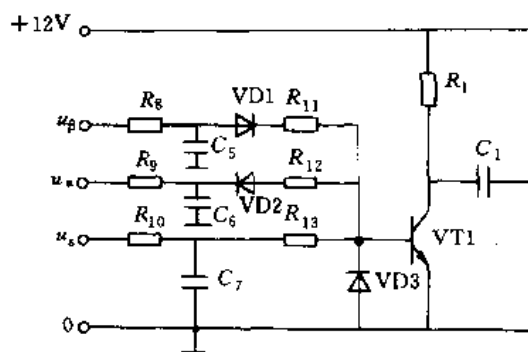 +12V
R₁
R₈ VD1 R₁₁
uᵦ
C₅ C₁
R₉ R₁₂
C₆ VD2
R₁₀ R₁₃
uₛ VT1
C₇ VD3
0